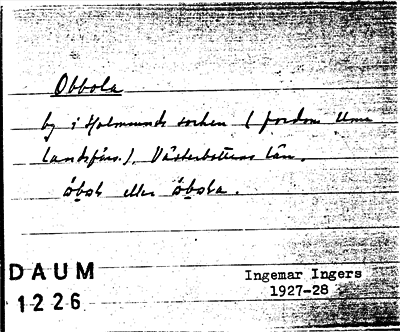 Obbola
by i Holmsunds socken (fordom Umeå
landsförs.), Västerbottens län.
óbol eller óbola.
DAUM
1226
Ingemar Ingers
1927-28